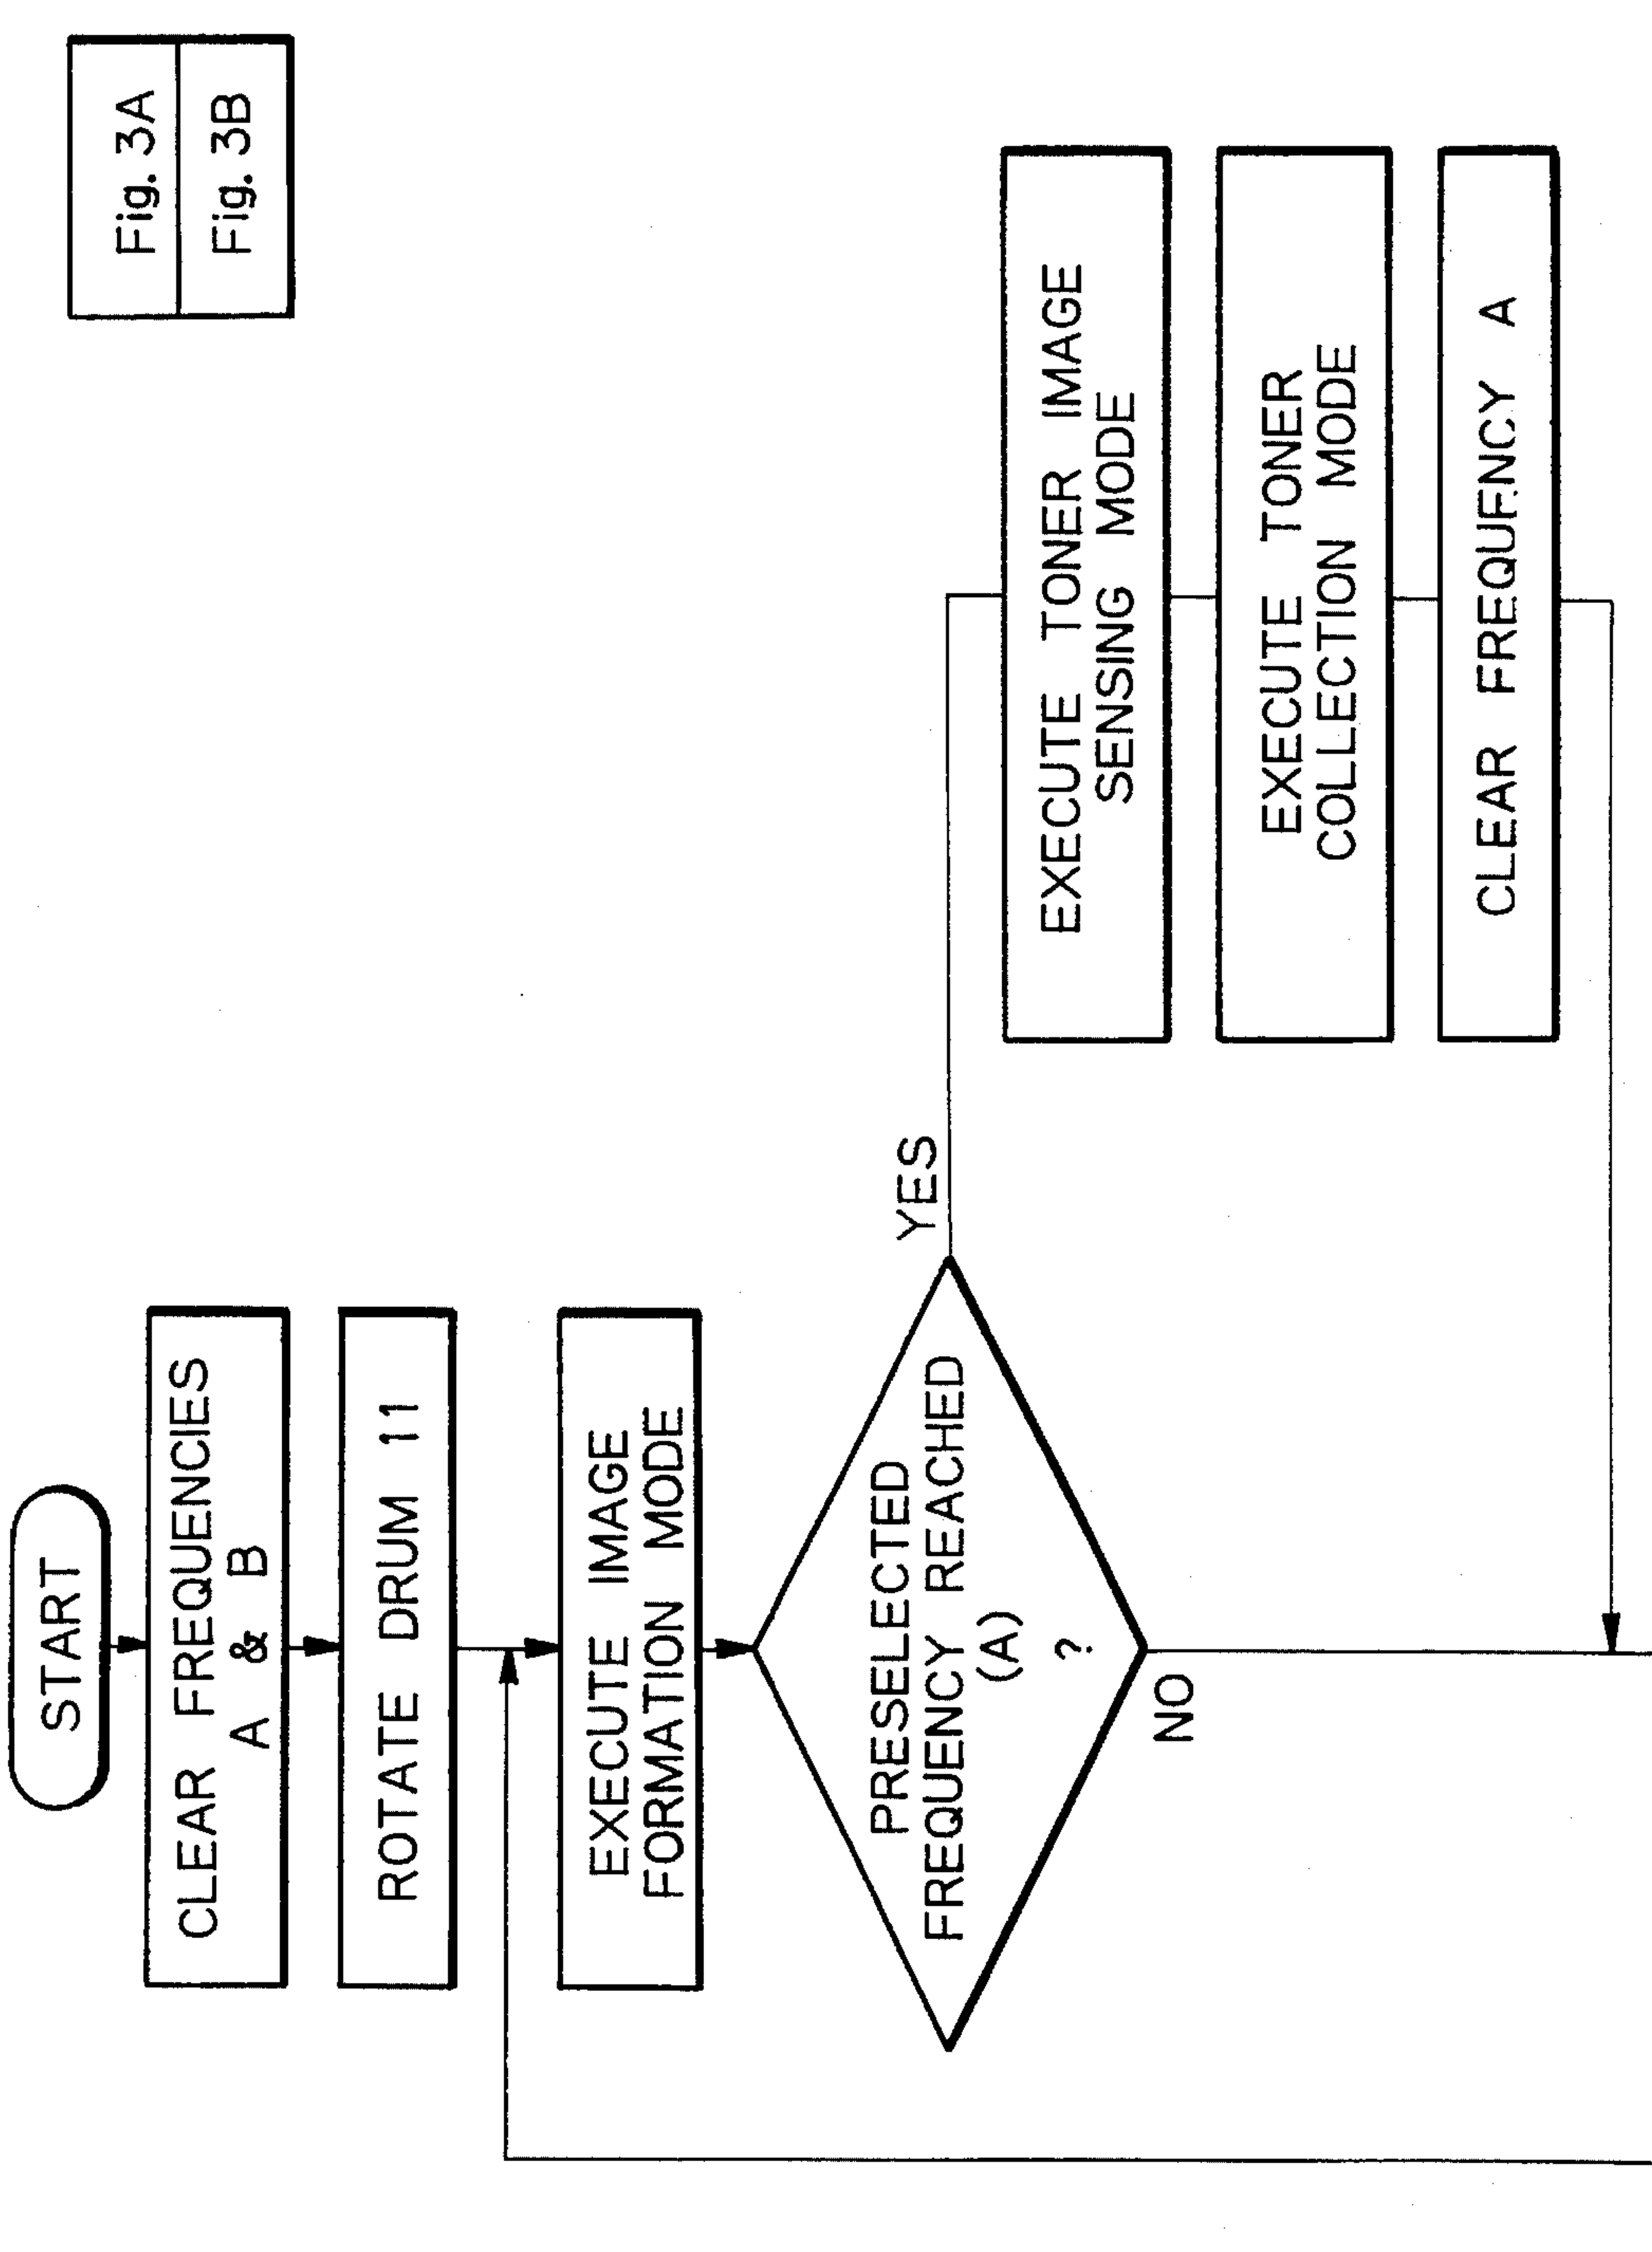 Fig. 3A
Fig. 3B
START
CLEAR FREQUENCIES
A & B
ROTATE DRUM 11
EXECUTE IMAGE
FORMATION MODE
PRESELECTED
FREQUENCY REACHED
(A)
?
YES
NO
EXECUTE TONER IMAGE
SENSING MODE
EXECUTE TONER
COLLECTION MODE
CLEAR FREQUENCY A